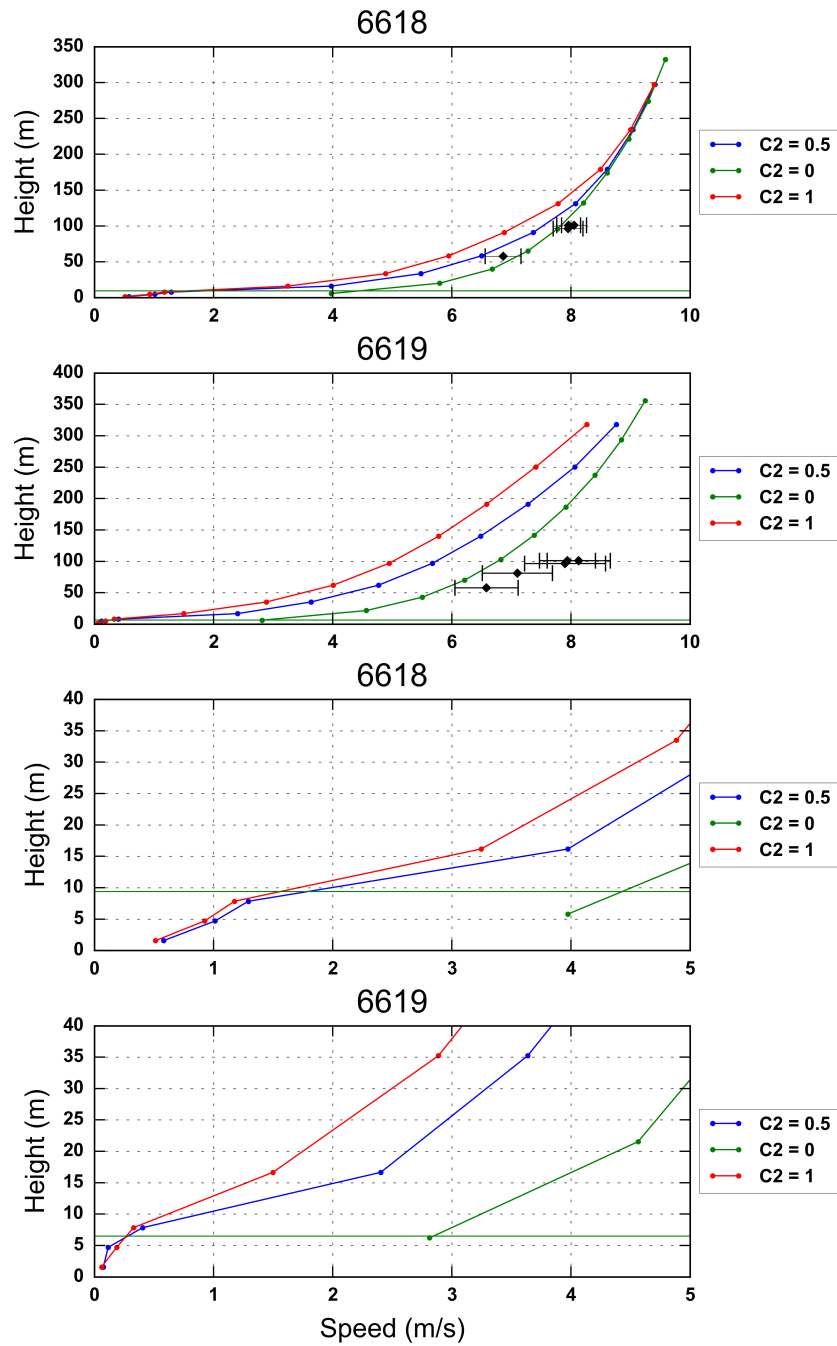 6618
350
300
250
200
150
100
50
0
Height (m)
0 2 4 6 8 10
C2 = 0.5
C2 = 0
C2 = 1
6619
400
350
300
250
200
150
100
50
0
Height (m)
0 2 4 6 8 10
C2 = 0.5
C2 = 0
C2 = 1
6618
40
35
30
25
20
15
10
5
0
Height (m)
0 1 2 3 4 5
C2 = 0.5
C2 = 0
C2 = 1
6619
40
35
30
25
20
15
10
5
0
Height (m)
0 1 2 3 4 5
C2 = 0.5
C2 = 0
C2 = 1
Speed (m/s)